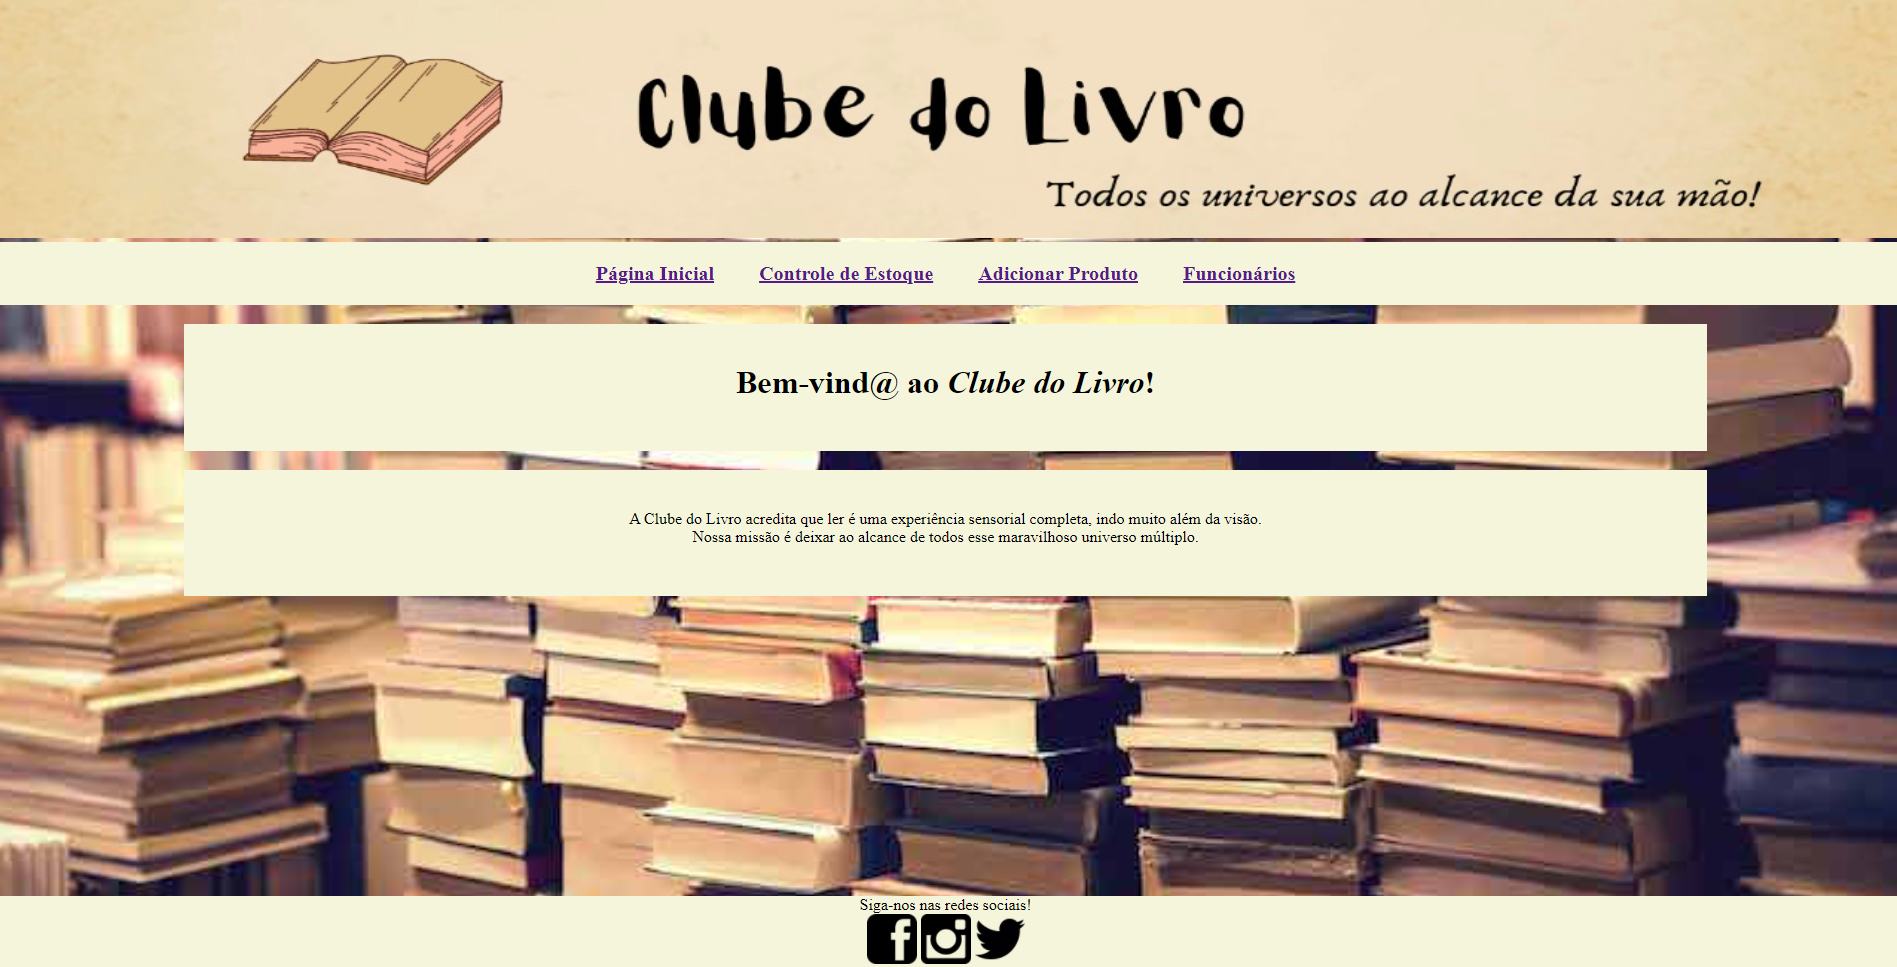 Clube do Livro
Todos os universos ao alcance da sua mão!
Página Inicial Controle de Estoque Adicionar Produto Funcionários
Bem-vind@ ao Clube do Livro!
A Clube do Livro acredita que ler é uma experiência sensorial completa, indo muito além da visão.
Nossa missão é deixar ao alcance de todos esse maravilhoso universo múltiplo.
Siga-nos nas redes sociais!